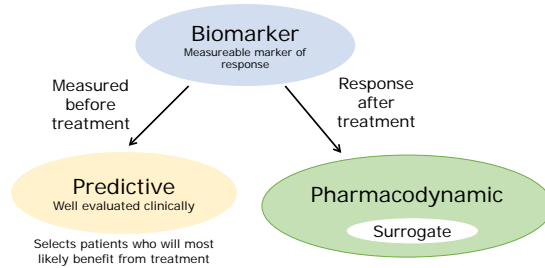 Biomarker
Measureable marker of
response
Measured
before
treatment
Response
after
treatment
Predictive
Well evaluated clinically
Pharmacodynamic
Surrogate
Selects patients who will most
likely benefit from treatment